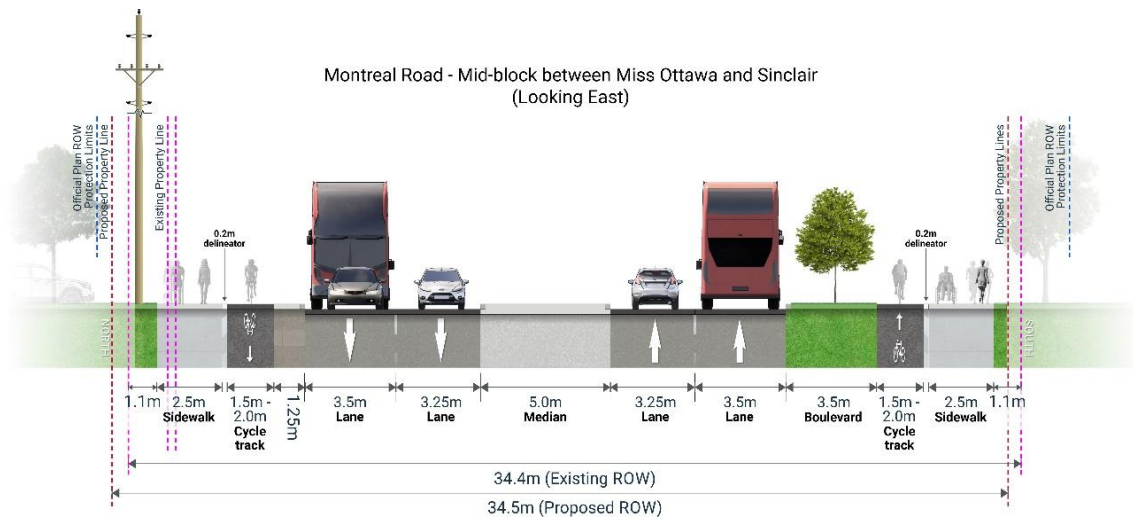 Montreal Road - Mid-block between Miss Ottawa and Sinclair
(Looking East)
Official Plan ROW
Protection Limits
Proposed Property Line
Existing Property Line
0.2m
delineator
0.2m
delineator
Proposed Property Lines
Official Plan ROW
Protection Limits
NORTH
SOUTH
1.1m
2.5m
Sidewalk
1.5m -
2.0m
Cycle
track
1.25m
3.5m
Lane
3.25m
Lane
5.0m
Median
3.25m
Lane
3.5m
Lane
3.5m
Boulevard
1.5m -
2.0m
Cycle
track
2.5m
Sidewalk
1.1m
34.4m (Existing ROW)
34.5m (Proposed ROW)